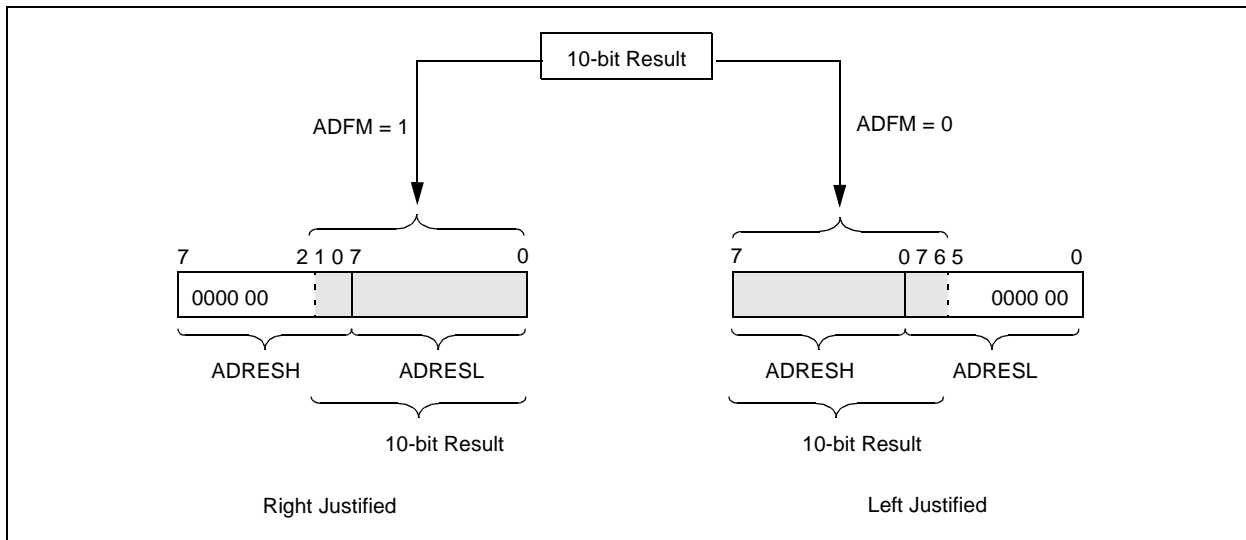 10-bit Result
ADFM = 1
ADFM = 0
7 2 1 0 7 0
0000 00
ADRESH ADRESL
10-bit Result
Right Justified
7 0 7 6 5 0
0000 00
ADRESH ADRESL
10-bit Result
Left Justified